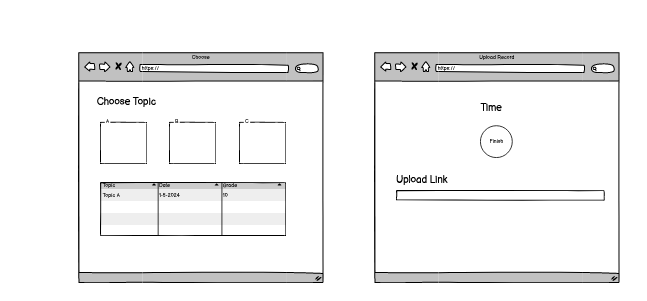 Choose
https://
Choose Topic
A
B
C
Topic Date Grade
Topic A 1-5-2024 10
Upload Record
https://
Time
Finish
Upload Link